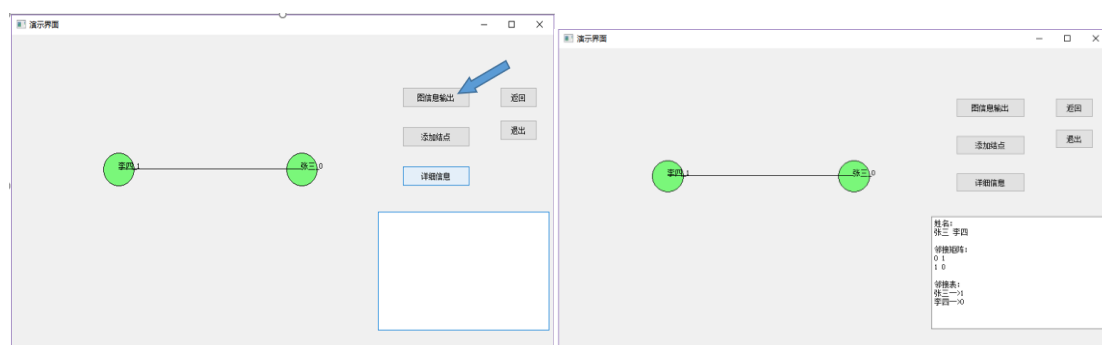 演示界面
图信息输出
返回
添加结点
退出
李四_1
张三_0
详细信息
演示界面
图信息输出
返回
添加结点
退出
李四_1
张三_0
详细信息
姓名:
张三 李四
邻接矩阵:
0 1
1 0
邻接表:
张三—>1
李四—>0